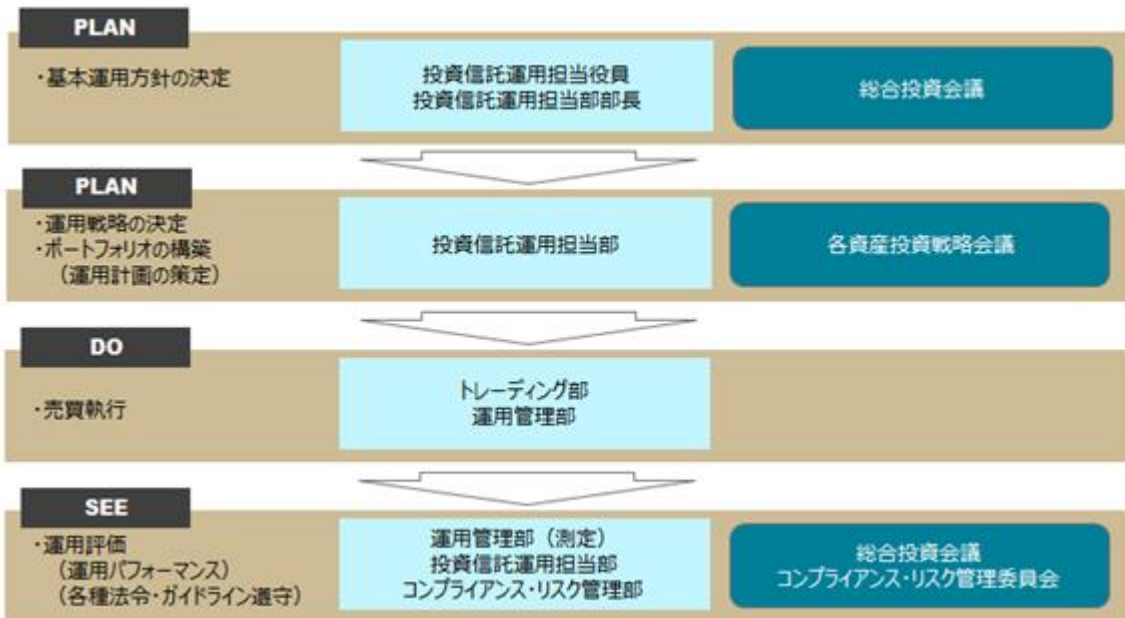 PLAN
・基本運用方針の決定
投資信託運用担当役員
投資信託運用担当部部長
総合投資会議
PLAN
・運用戦略の決定
・ポートフォリオの構築
（運用計画の策定）
投資信託運用担当部
各資産投資戦略会議
DO
・売買執行
トレーディング部
運用管理部
SEE
・運用評価
（運用パフォーマンス）
（各種法令・ガイドライン遵守）
運用管理部（測定）
投資信託運用担当部
コンプライアンス・リスク管理部
総合投資会議
コンプライアンス・リスク管理委員会